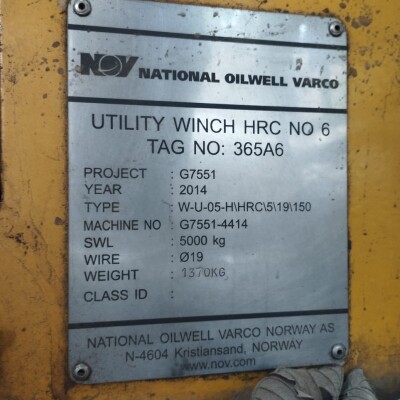 NOV NATIONAL OILWELL VARCO
UTILITY WINCH HRC NO 6
TAG NO: 365A6
PROJECT : G7551
YEAR : 2014
TYPE : W-U-05-H\HRC\5\19\150
MACHINE NO : G7551-4414
SWL : 5000 kg
WIRE : Ø19
WEIGHT : 1370KG
CLASS ID :
NATIONAL OILWELL VARCO NORWAY AS
N-4604 Kristiansand, NORWAY
www.nov.com